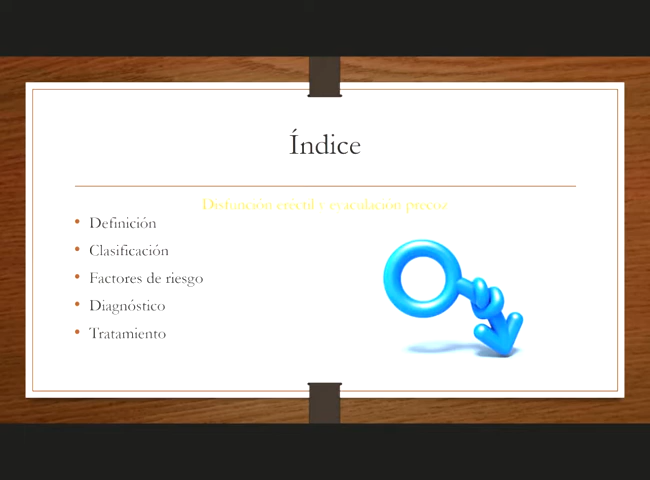 Índice
Disfunción eréctil y eyaculación precoz
• Definición
• Clasificación
• Factores de riesgo
• Diagnóstico
• Tratamiento